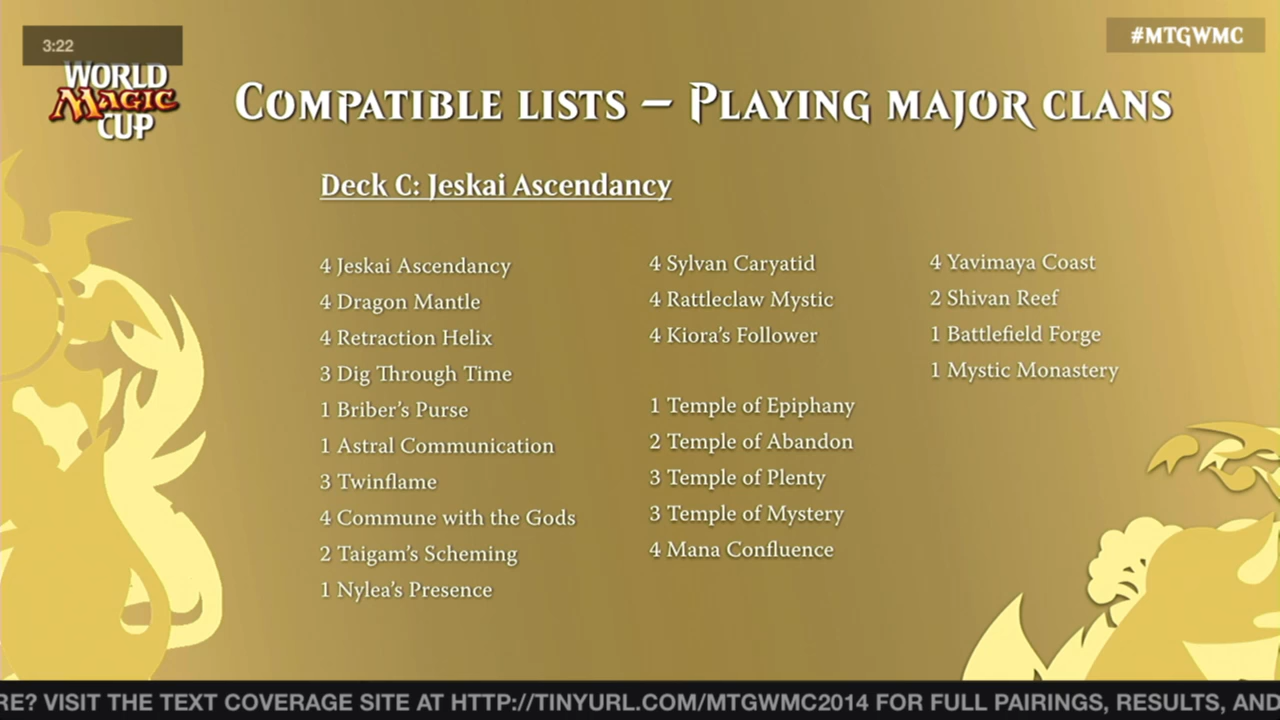 3:22
#MTGWMC
WORLD
MAGIC
CUP
COMPATIBLE LISTS – PLAYING MAJOR CLANS
Deck C: Jeskai Ascendancy
4 Jeskai Ascendancy
4 Dragon Mantle
4 Retraction Helix
3 Dig Through Time
1 Briber's Purse
1 Astral Communication
3 Twinflame
4 Commune with the Gods
2 Taigam's Scheming
1 Nylea's Presence
4 Sylvan Caryatid
4 Rattleclaw Mystic
4 Kiora's Follower
1 Temple of Epiphany
2 Temple of Abandon
3 Temple of Plenty
3 Temple of Mystery
4 Mana Confluence
4 Yavimaya Coast
2 Shivan Reef
1 Battlefield Forge
1 Mystic Monastery
RE? VISIT THE TEXT COVERAGE SITE AT HTTP://TINYURL.COM/MTGWMC2014 FOR FULL PAIRINGS, RESULTS, AND